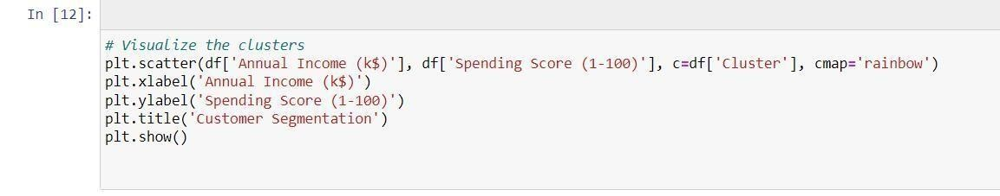 In [12]:
# Visualize the clusters
plt.scatter(df['Annual Income (k$)'], df['Spending Score (1-100)'], c=df['Cluster'], cmap='rainbow')
plt.xlabel('Annual Income (k$)')
plt.ylabel('Spending Score (1-100)')
plt.title('Customer Segmentation')
plt.show()